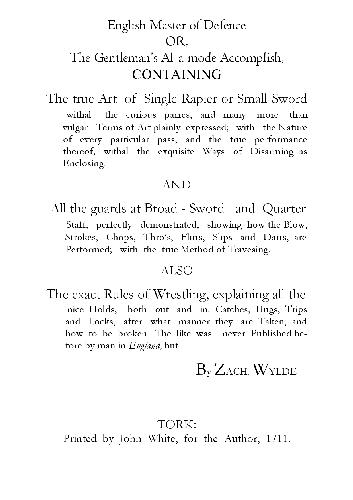 English Master of Defence
OR,
The Gentleman's Al-a-mode Accomplish,
CONTAINING
The true Art of Single-Rapier or Small Sword
withal the curious parries, and many more than
vulgar Terms of Art plainly expressed; with the Nature
of every particular pass, and the true performance
thereof, withal the exquisite Ways of Disarming as
Enclosing.
AND
All the guards at Broad - Sword and Quarter
Staff, perfectly demonstrated; showing how the Blow,
Strokes, Chops, Thro's, Flirts, Slips and Darts, are
Performed; with the true Method of Travesing.
ALSO
The exact Rules of Wrestling, explaining all the
nice Holds, both out and in. Catches, Hugs, Trips
and Locks, after what manner they are Taken, and
how to be broken. The like was never Published be-
fore by man in England, but
By ZACH. WYLDE
YORK:
Printed by John White, for the Author, 1711.